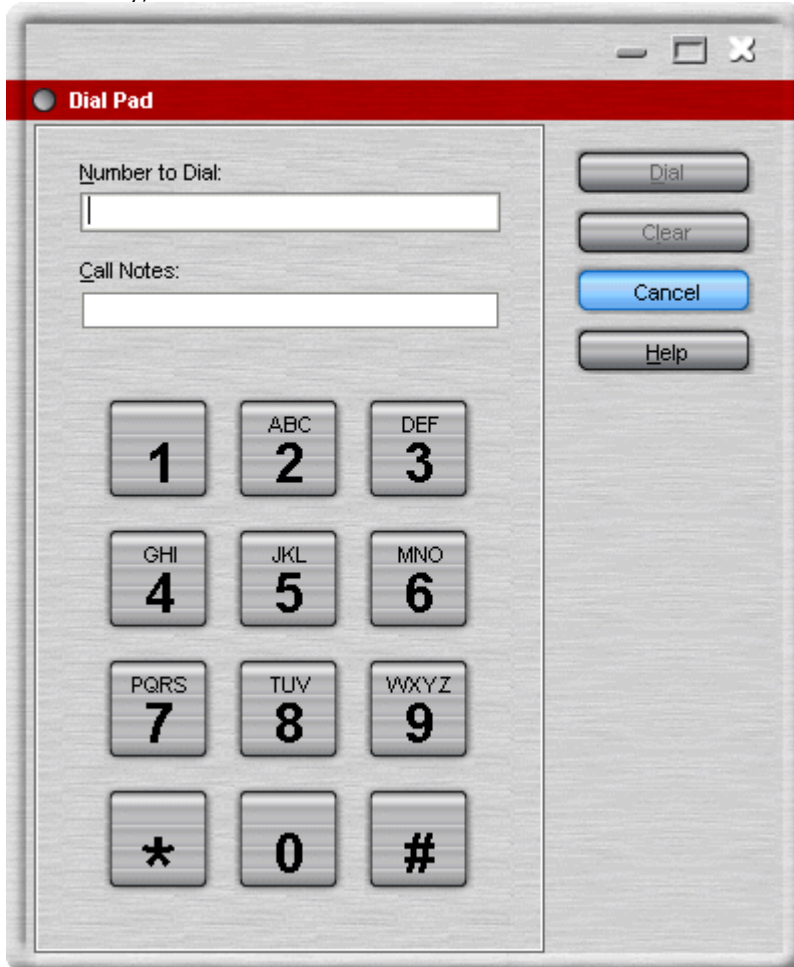 Dial Pad
Number to Dial:
Dial
Clear
Call Notes:
Cancel
Help
1
ABC
2
DEF
3
GHI
4
JKL
5
MNO
6
PQRS
7
TUV
8
WXYZ
9
*
0
#